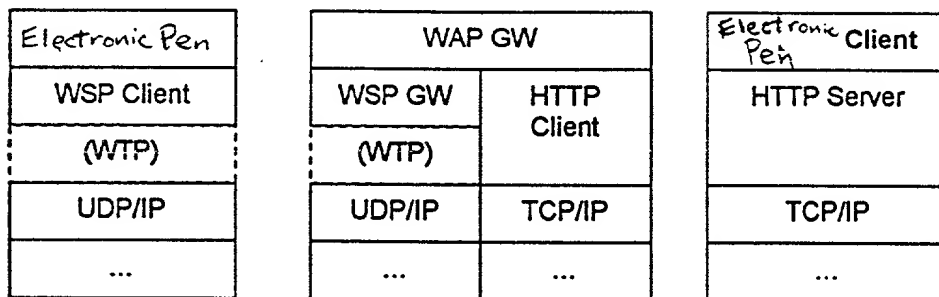 Electronic Pen
WSP Client
(WTP)
UDP/IP
...
WAP GW
WSP GW
(WTP)
UDP/IP
...
HTTP
Client
TCP/IP
...
Electronic
Pen Client
HTTP Server
TCP/IP
...